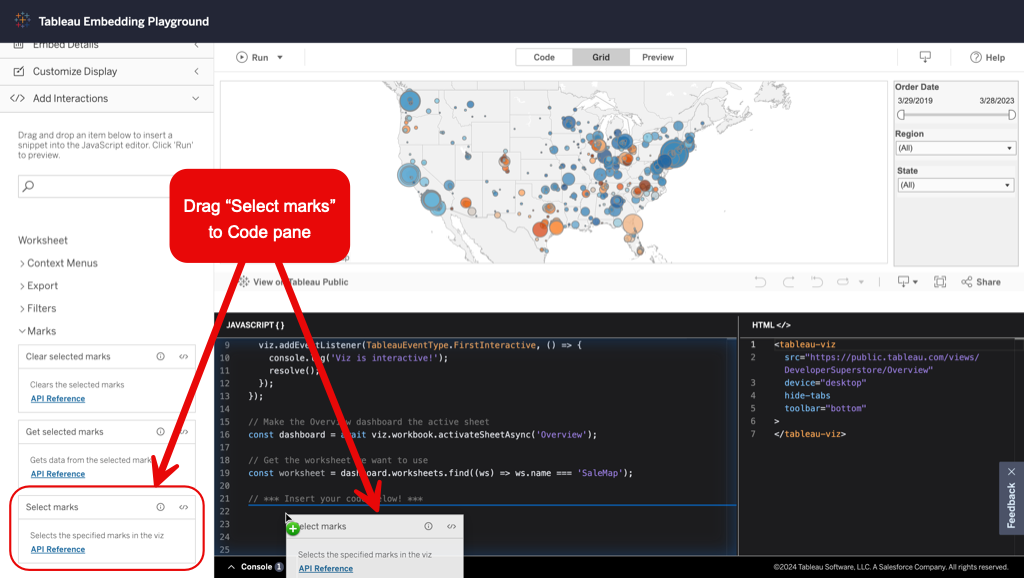 Tableau Embedding Playground
Embed Details
Customize Display
Add Interactions
Drag and drop an item below to insert a
snippet into the JavaScript editor. Click 'Run'
to preview.
Worksheet
Context Menus
Export
Filters
Marks
Clear selected marks
Clears the selected marks
API Reference
Get selected marks
Gets data from the selected mark
API Reference
Select marks
Selects the specified marks in the viz
API Reference
Drag “Select marks”
to Code pane
Run
Code
Grid
Preview
Help
Order Date
3/29/2019
3/28/2023
Region
(All)
State
(All)
View on Tableau Public
Share
JAVASCRIPT { }
9 viz.addEventListener(TableauEventType.FirstInteractive, () => {
10 console.log('Viz is interactive!');
11 resolve();
12 });
13 });
14
15 // Make the Overview dashboard the active sheet
16 const dashboard = await viz.workbook.activateSheetAsync('Overview');
17
18 // Get the worksheet we want to use
19 const worksheet = dashboard.worksheets.find((ws) => ws.name === 'SaleMap');
20
21 // *** Insert your code below! ***
22
23
24
25
Select marks
Selects the specified marks in the viz
API Reference
HTML </>
1 <tableau-viz
2 src="https://public.tableau.com/views/
DeveloperSuperstore/Overview"
3 device="desktop"
4 hide-tabs
5 toolbar="bottom"
6 >
7 </tableau-viz>
Feedback
Console 1
©2024 Tableau Software, LLC. A Salesforce Company. All rights reserved.